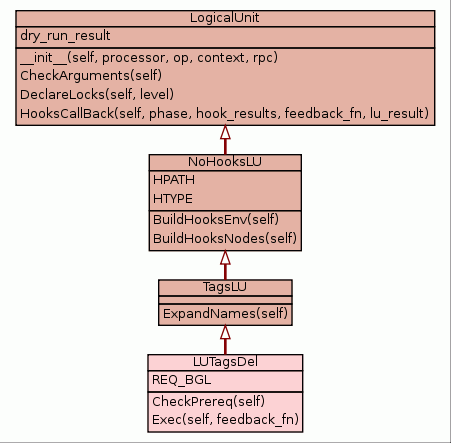 LogicalUnit
dry_run_result
__init__(self, processor, op, context, rpc)
CheckArguments(self)
DeclareLocks(self, level)
HooksCallBack(self, phase, hook_results, feedback_fn, lu_result)
NoHooksLU
HPATH
HTYPE
BuildHooksEnv(self)
BuildHooksNodes(self)
TagsLU
ExpandNames(self)
LUTagsDel
REQ_BGL
CheckPrereq(self)
Exec(self, feedback_fn)